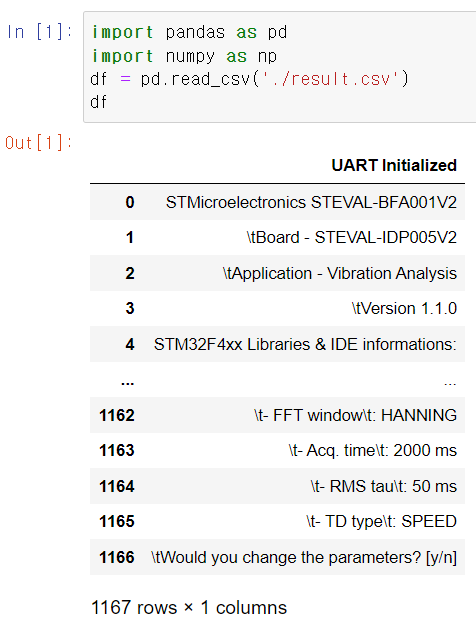 In [1]:
import pandas as pd
import numpy as np
df = pd.read_csv('./result.csv')
df
Out[1]:
UART Initialized
0 STMicroelectronics STEVAL-BFA001V2
1 \tBoard - STEVAL-IDP005V2
2 \tApplication - Vibration Analysis
3 \tVersion 1.1.0
4 STM32F4xx Libraries & IDE informations:
... ...
1162 \t- FFT window\t: HANNING
1163 \t- Acq. time\t: 2000 ms
1164 \t- RMS tau\t: 50 ms
1165 \t- TD type\t: SPEED
1166 \tWould you change the parameters? [y/n]
1167 rows × 1 columns